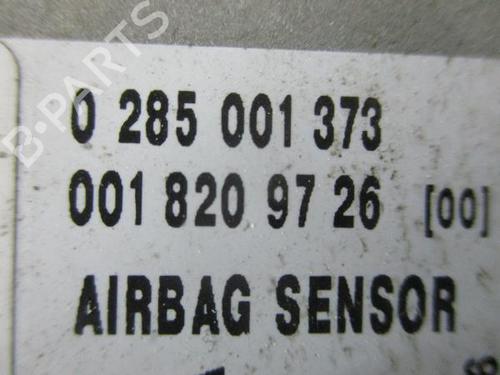 B-PARTS
0 285 001 373
001 820 97 26 [00]
AIRBAG SENSOR